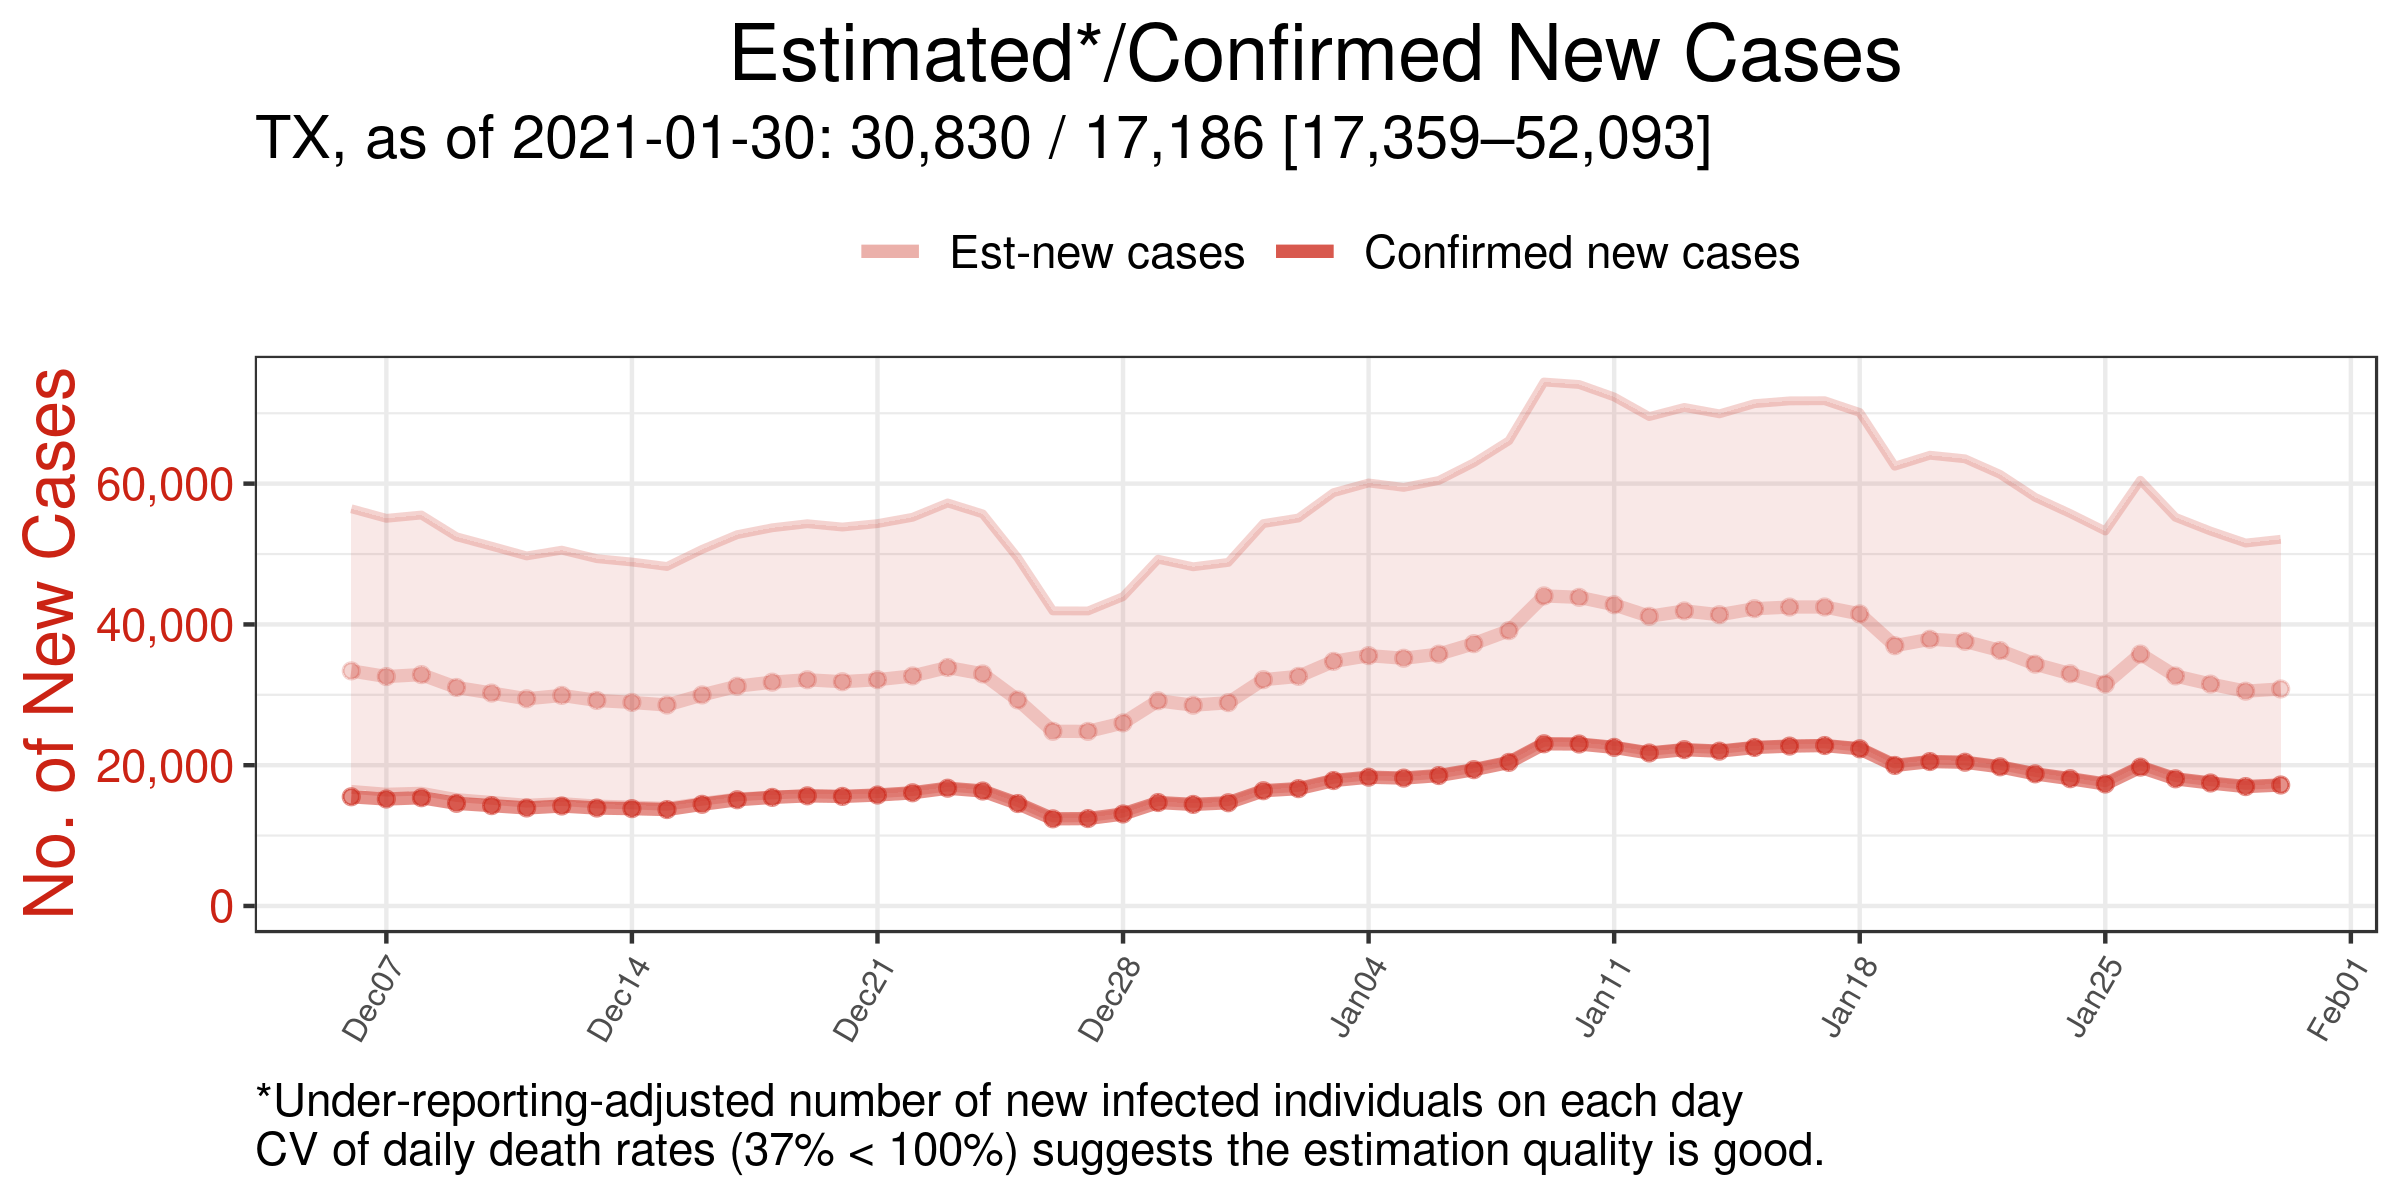 Estimated*/Confirmed New Cases
TX, as of 2021-01-30: 30,830 / 17,186 [17,359–52,093]
Est-new cases
Confirmed new cases
No. of New Cases
60,000
40,000
20,000
0
Dec07
Dec14
Dec21
Dec28
Jan04
Jan11
Jan18
Jan25
Feb01
*Under-reporting-adjusted number of new infected individuals on each day
CV of daily death rates (37% < 100%) suggests the estimation quality is good.